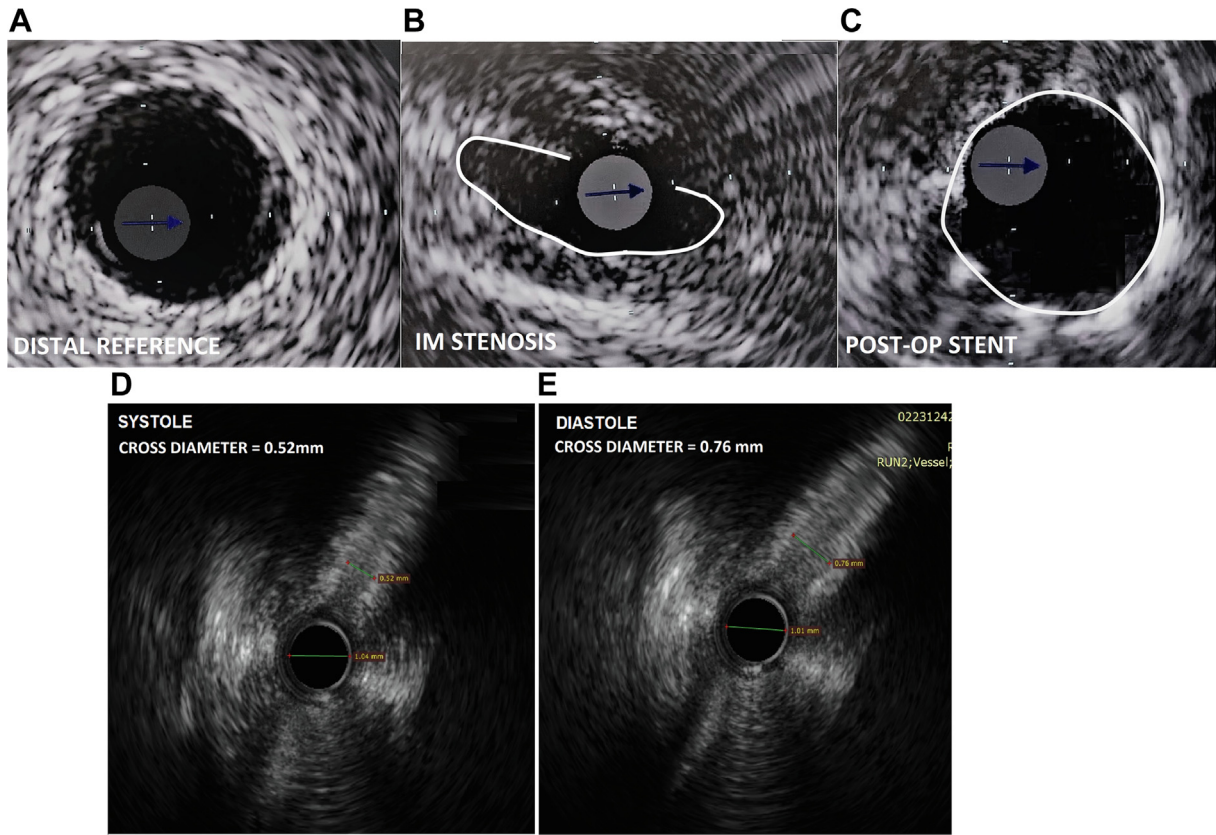 A
B
C
DISTAL REFERENCE
IM STENOSIS
POST-OP STENT
D
E
SYSTOLE
CROSS DIAMETER = 0.52mm
0.52 mm
1.04 mm
DIASTOLE
CROSS DIAMETER = 0.76 mm
02231242
R
RUN2;Vessel;
0.76 mm
1.01 mm